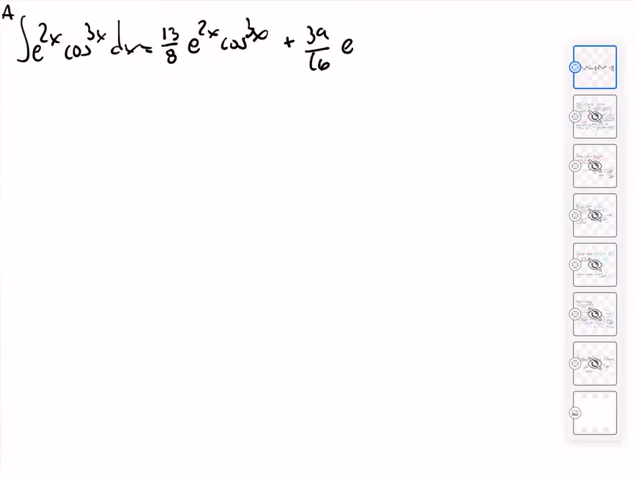 A
∫e^{2x} cos^{3x} dx = 13/8 e^{2x} cos^{3x} + 39/16 e